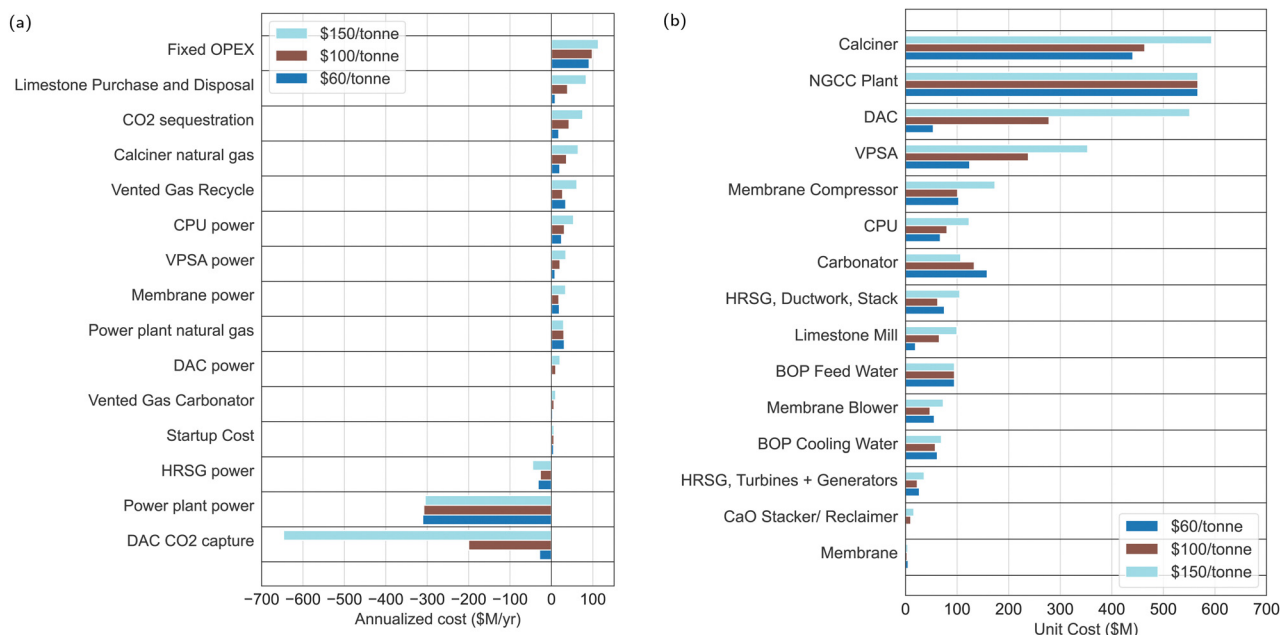 (a)
$150/tonne
$100/tonne
$60/tonne
Fixed OPEX
Limestone Purchase and Disposal
CO2 sequestration
Calciner natural gas
Vented Gas Recycle
CPU power
VPSA power
Membrane power
Power plant natural gas
DAC power
Vented Gas Carbonator
Startup Cost
HRSG power
Power plant power
DAC CO2 capture
−700 −600 −500 −400 −300 −200 −100 0 100
Annualized cost ($M/yr)
(b)
Calciner
NGCC Plant
DAC
VPSA
Membrane Compressor
CPU
Carbonator
HRSG, Ductwork, Stack
Limestone Mill
BOP Feed Water
Membrane Blower
BOP Cooling Water
HRSG, Turbines + Generators
CaO Stacker/ Reclaimer
Membrane
$60/tonne
$100/tonne
$150/tonne
0 100 200 300 400 500 600 700
Unit Cost ($M)